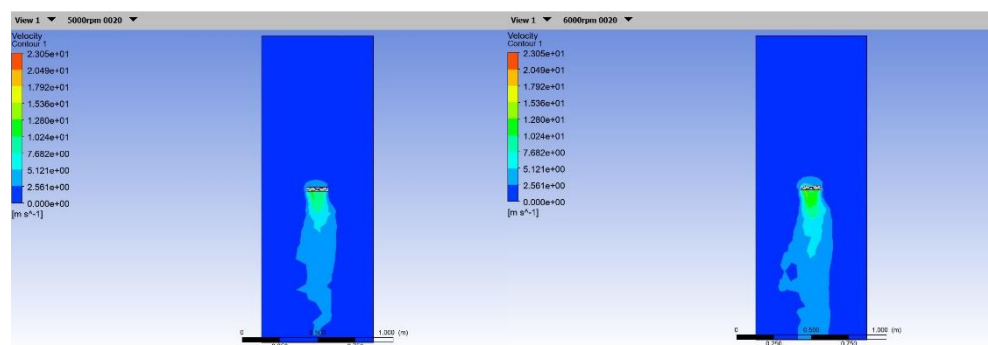 View 1 ▼ 5000rpm 0020 ▼
Velocity
Contour 1
2.305e+01
2.049e+01
1.792e+01
1.536e+01
1.280e+01
1.024e+01
7.682e+00
5.121e+00
2.561e+00
0.000e+00
[m s^-1]
0 0.500 1.000 (m)
View 1 ▼ 6000rpm 0020 ▼
Velocity
Contour 1
2.305e+01
2.049e+01
1.792e+01
1.536e+01
1.280e+01
1.024e+01
7.682e+00
5.121e+00
2.561e+00
0.000e+00
[m s^-1]
0 0.500 1.000 (m)
0.250 0.750